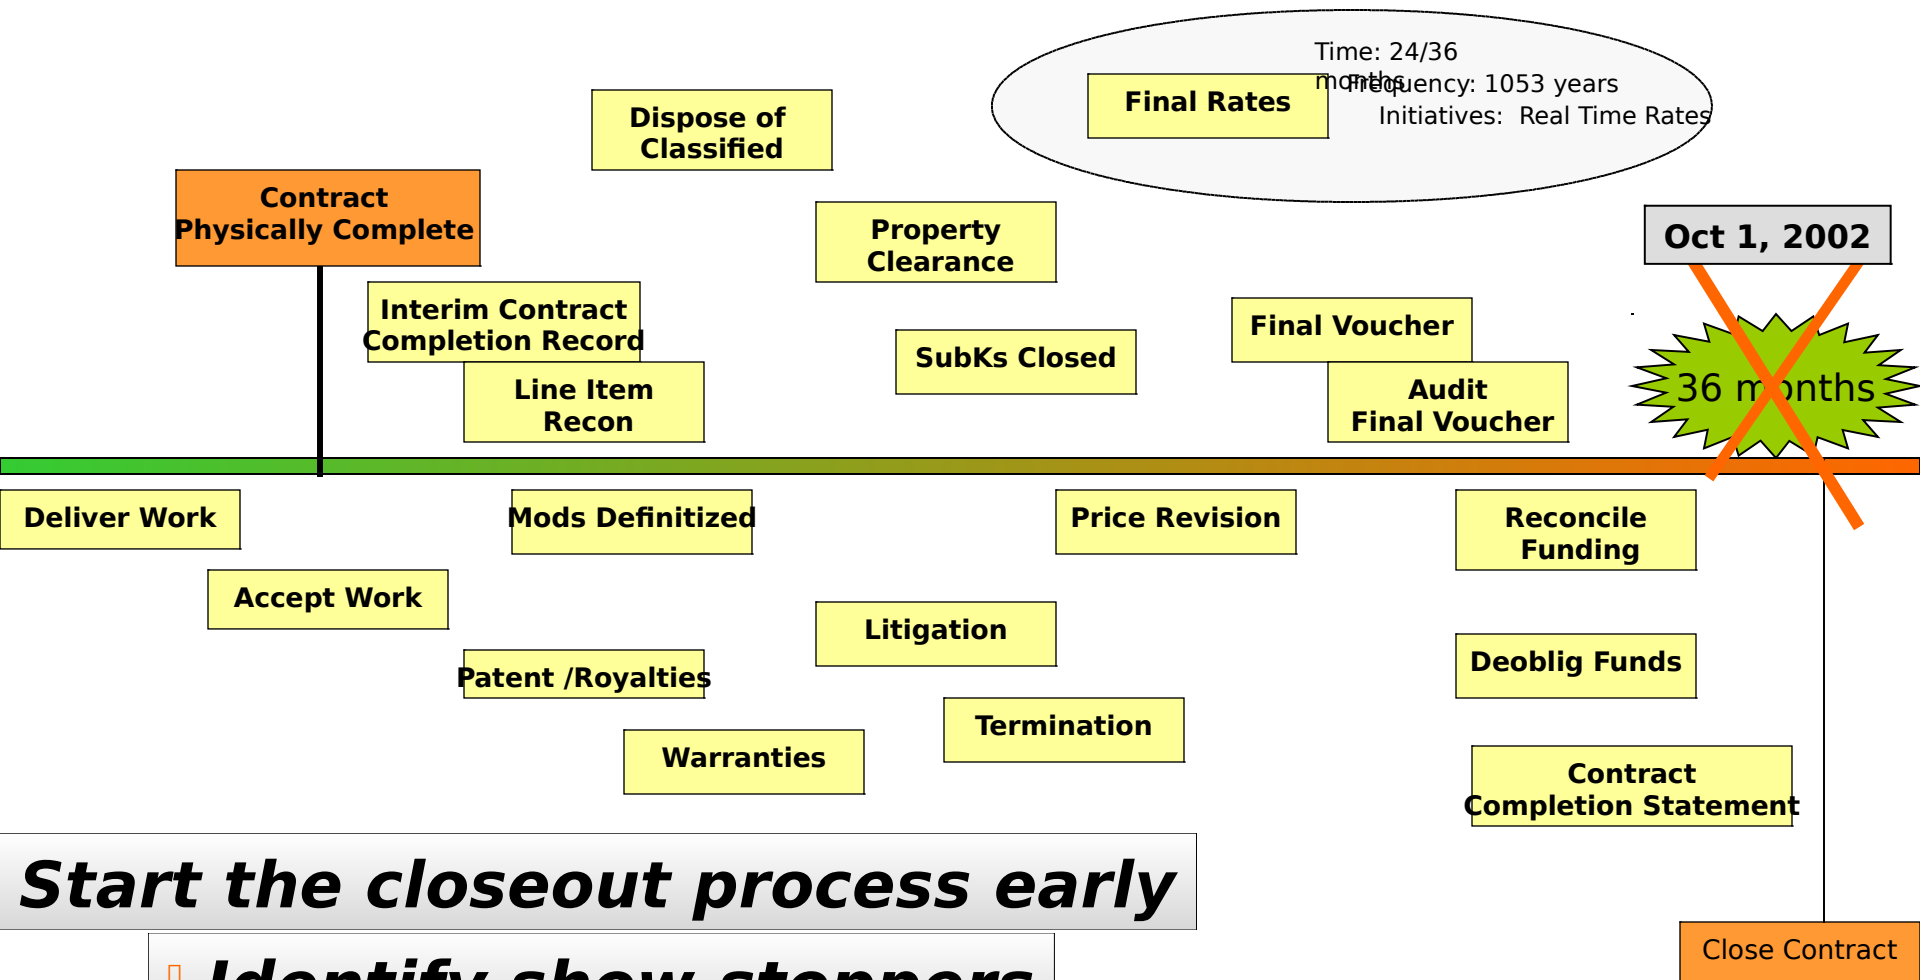 Time: 24/36
months
Frequency: 1053 years
Initiatives:  Real Time Rates
Final Rates
Dispose of
Classified
Contract
Physically Complete
Property
Clearance
Oct 1, 2002
Interim Contract
Completion Record
Final Voucher
SubKs Closed
Line Item
Recon
Audit
Final Voucher
36 months
Deliver Work
Mods Definitized
Price Revision
Reconcile
Funding
Accept Work
Litigation
Deoblig Funds
Patent /Royalties
Termination
Warranties
Contract
Completion Statement
Start the closeout process early
Close Contract
Identify show stoppers